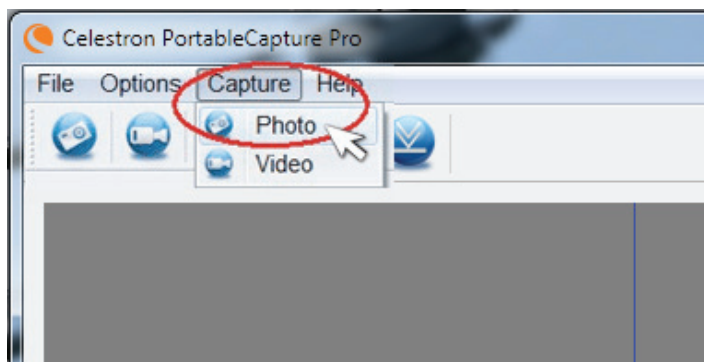 Celestron PortableCapture Pro
File Options Capture Help
Photo
Video